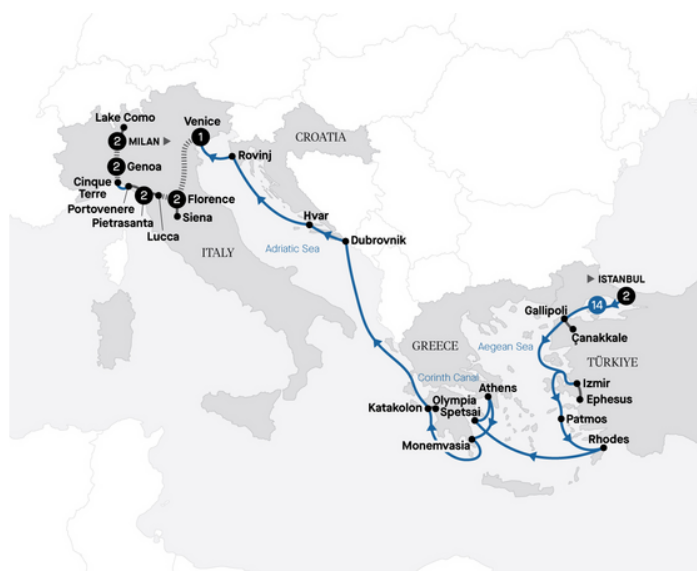 Lake Como
2 MILAN
2 Genoa
Cinque
Terre
Portovenere
Pietrasanta
2
Lucca
Venice
1
2 Florence
Siena
ITALY
Rovinj
CROATIA
Hvar
Dubrovnik
Adriatic Sea
ISTANBUL
2
14
Gallipoli
Çanakkale
Aegean Sea
TÜRKIYE
GREECE
Corinth Canal
Athens
Izmir
Ephesus
Olympia
Katakolon
Spetsai
Patmos
Monemvasia
Rhodes